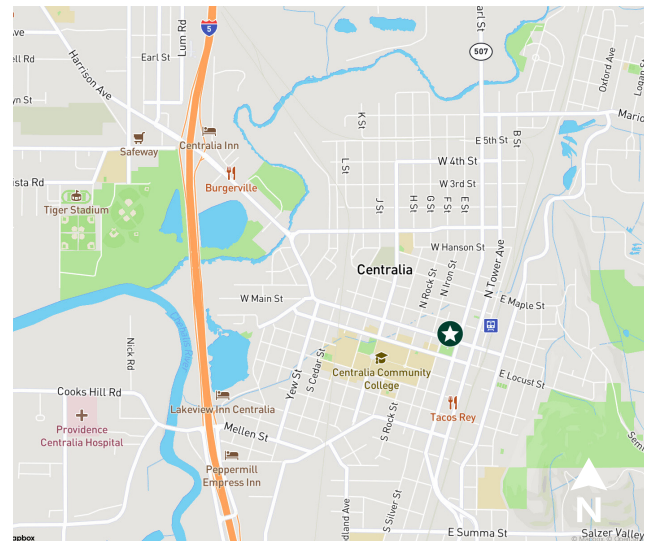 5
Lum Rd
Earl St
Harrison Ave
507
Oxford Ave
K St
B St
E 5th St
Safeway
Centralia Inn
L St
W 4th St
Burgerville
W 3rd St
Tiger Stadium
J St
H St
G St
F St
E St
W Hanson St
Centralia
N Rock St
N Iron St
N Tower Ave
W Main St
E Maple St
Nick Rd
Yew St
S Cedar St
Centralia Community
College
E Locust St
Cooks Hill Rd
Lakeview Inn Centralia
Tacos Rey
S Rock St
Providence
Centralia Hospital
Mellen St
Peppermill
Empress Inn
S Silver St
N
E Summa St
Salzer Valley